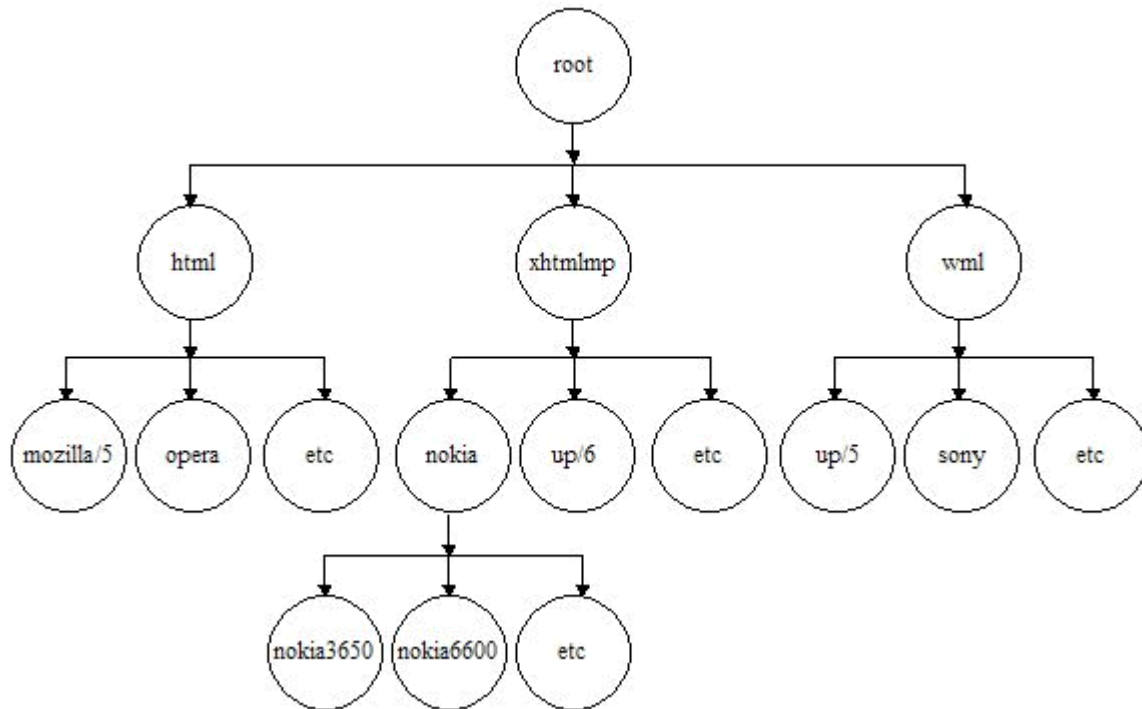 root
html
xhtmlmp
wml
mozilla/5
opera
etc
nokia
up/6
etc
up/5
sony
etc
nokia3650
nokia6600
etc